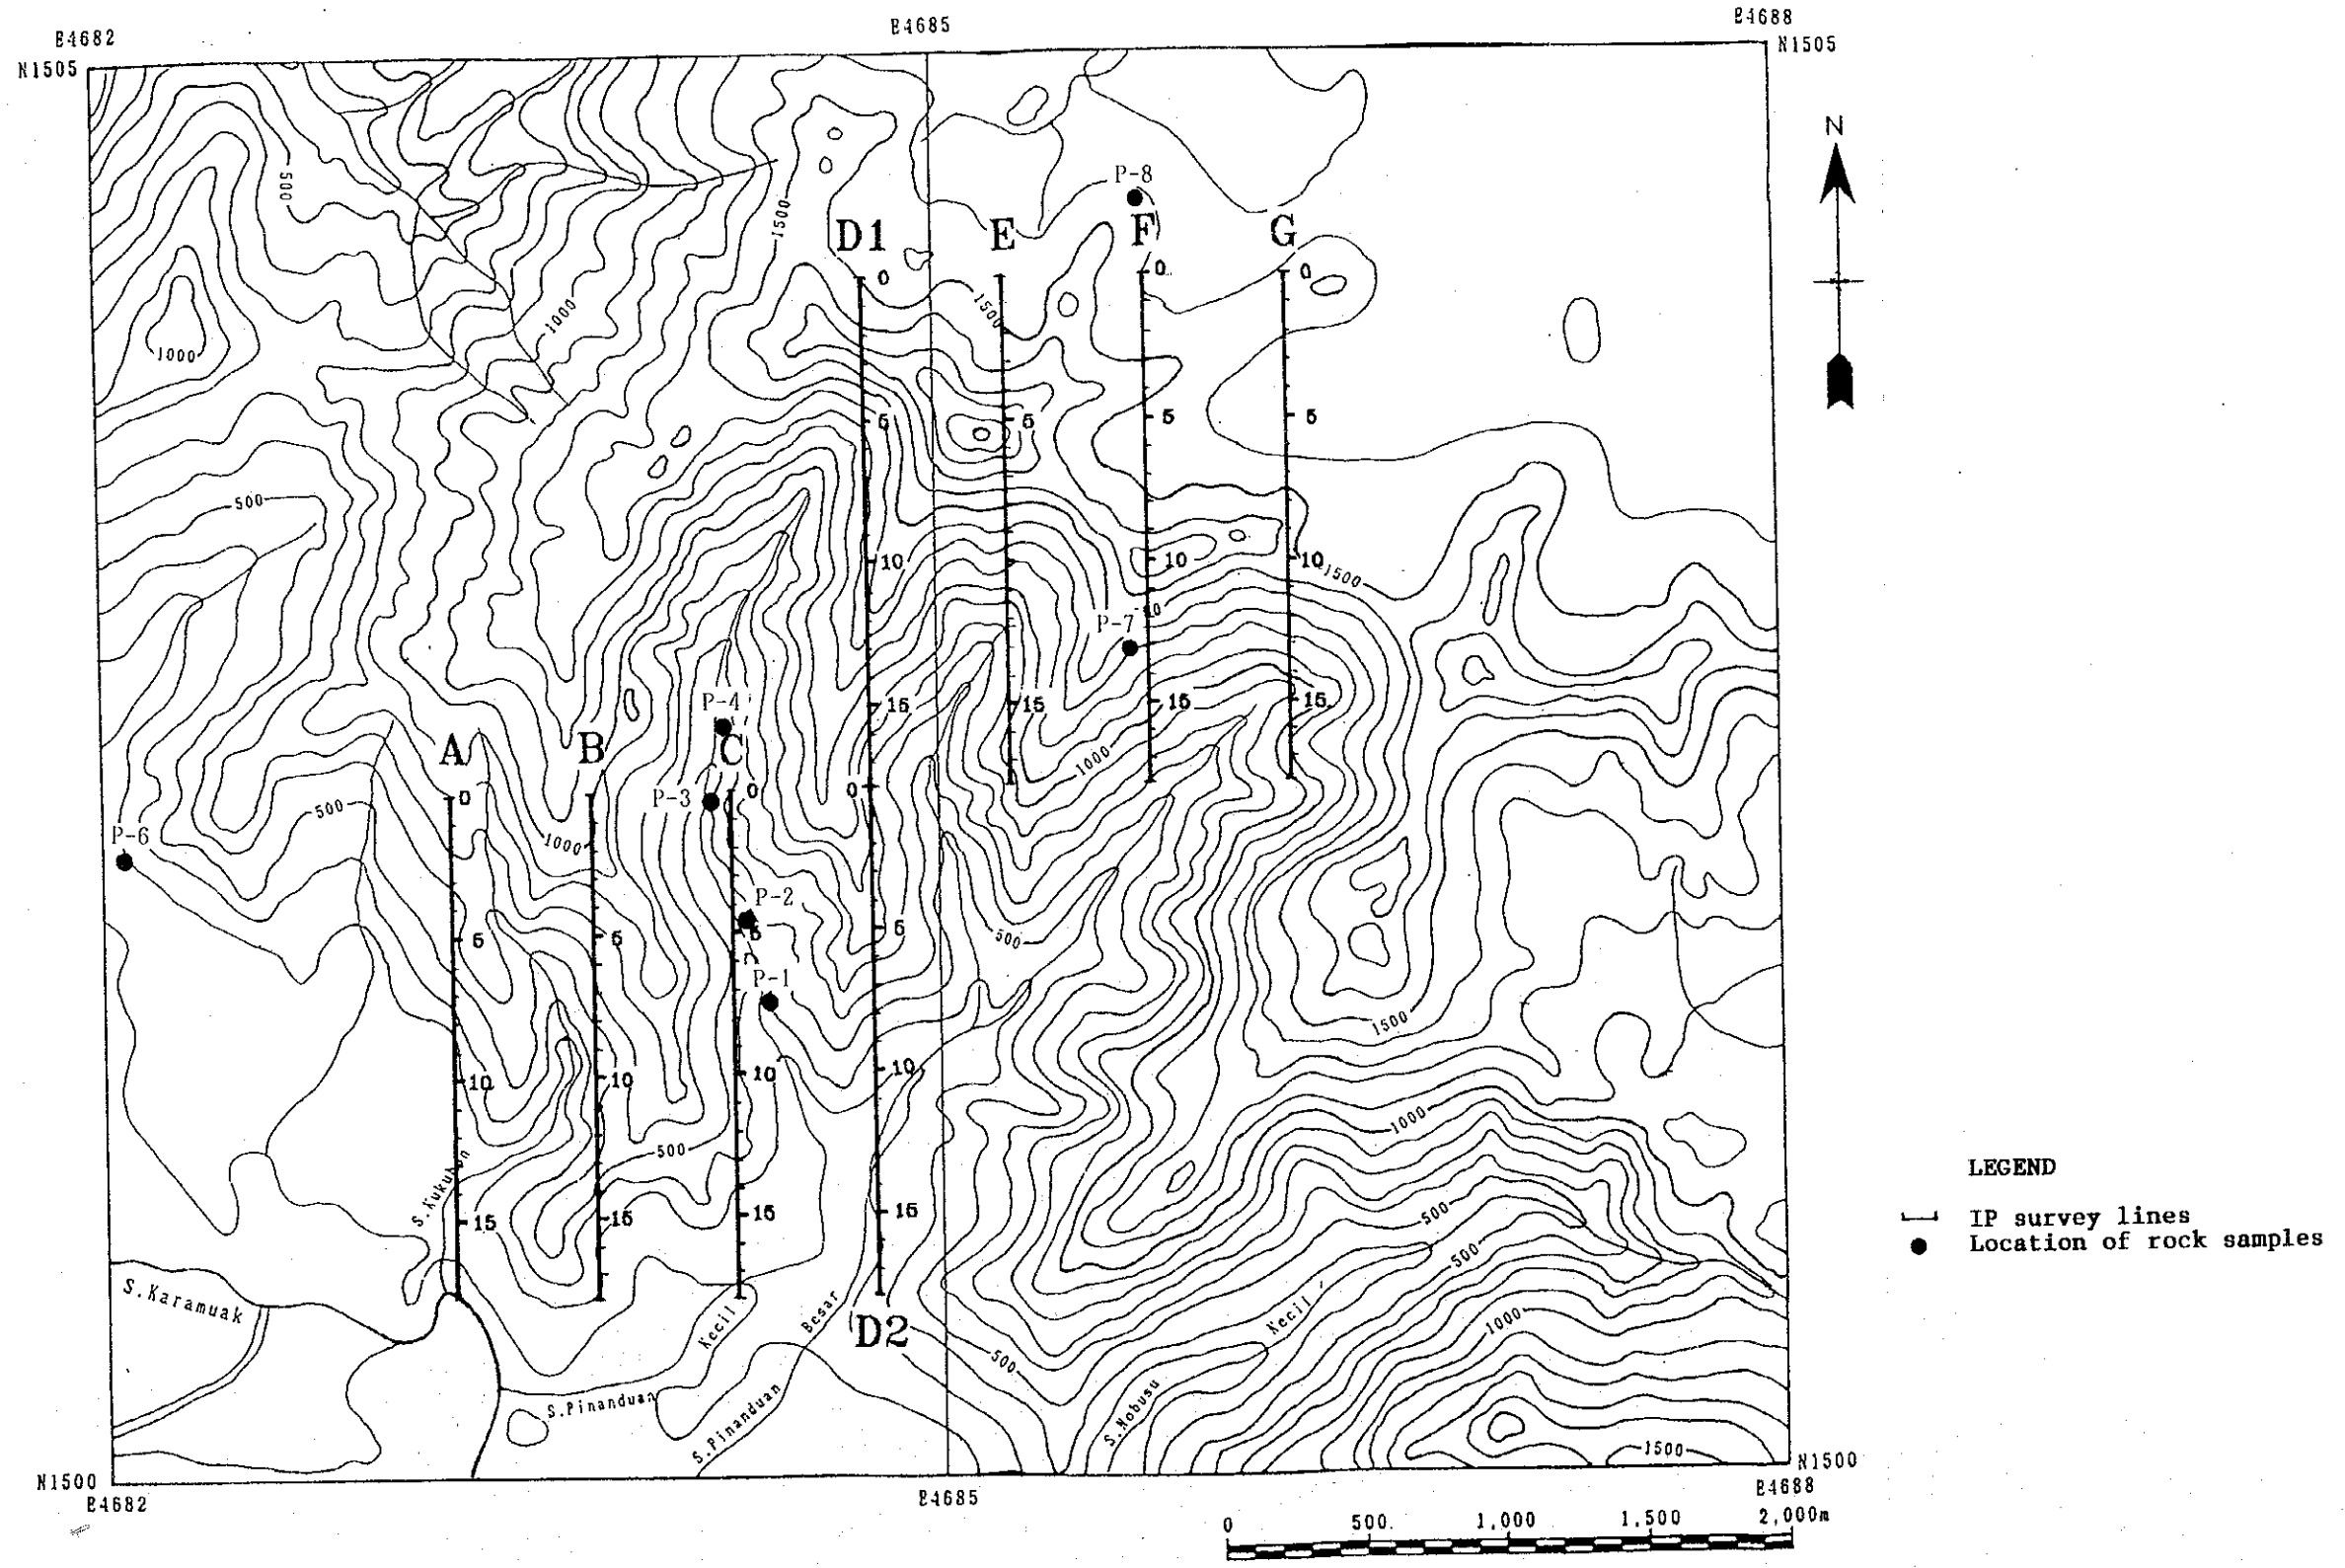 E4682
E4685
E4688
N1505
N1505
N
P-8
500
1500
D1
E
F
G
0
0
0
1000
1500
1000
5
5
5
5
500
10
10
10
1500
P-7
P-4
15
15
15
15
A
B
C
1000
0
P-3
0
0
500
P-6
1000
P-2
5
5
5
5
500
P-1
1500
10
10
10
10
1000
500
S.Kukulan
15
15
15
15
500
500
S.Karamuak
Kecil
Besar
D2
Kecil
1000
500
S.Pinanduan
S.Pinanduan
S.Nobusu
1500
N1500
N1500
E4682
E4685
E4688
LEGEND
IP survey lines
Location of rock samples
0
500
1,000
1,500
2,000m